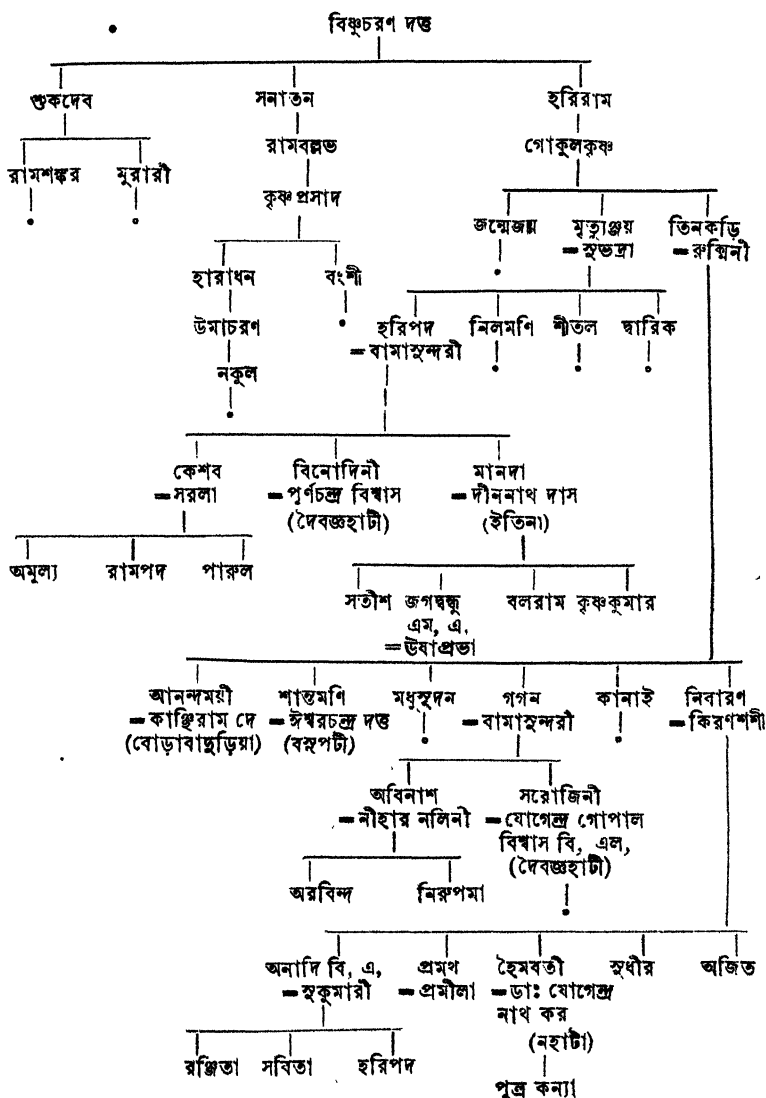 বিষ্ণুচরণ দত্ত
শুকদেব সনাতন হরিরাম
রামবল্লভ গোকুলকৃষ্ণ
রামশঙ্কর মুরারী
কৃষ্ণপ্রসাদ
জন্মেজয় মৃত্যুঞ্জয় তিনকড়ি
=সুভদ্রা =রুক্মিনী
হারাধন বংশী
উমাচরণ হরিপদ নিলমণি শীতল দ্বারিক
=বামাসুন্দরী
নকুল
কেশব বিনোদিনী মানদা
=সরলা =পূর্ণচন্দ্র বিশ্বাস =দীননাথ দাস
(দৈবজ্ঞহাটী) (ইতিনা)
অমূল্য রামপদ পারুল
সতীশ জগদ্বন্ধু বলরাম কৃষ্ণকুমার
এম, এ,
=ঊষাপ্রভা
আনন্দময়ী শান্তমণি মধুসূদন গগন কানাই নিবারণ
=কাঞ্ছিরাম দে =ঈশ্বরচন্দ্র দত্ত =বামাসুন্দরী =কিরণশশী
(বোড়াবাছুড়িয়া) (বসুপটী)
অবিনাশ সরোজিনী
=নীহার নলিনী =যোগেন্দ্র গোপাল
বিশ্বাস বি, এল,
(দৈবজ্ঞহাটী)
অরবিন্দ নিরুপমা
অনাদি বি, এ, প্রমথ হৈমবতী সুধীর অজিত
=সুকুমারী =প্রমীলা =ডাঃ যোগেন্দ্র
নাথ কর
(নহাটা)
রঞ্জিতা সবিতা হরিপদ
পুত্র কন্যা